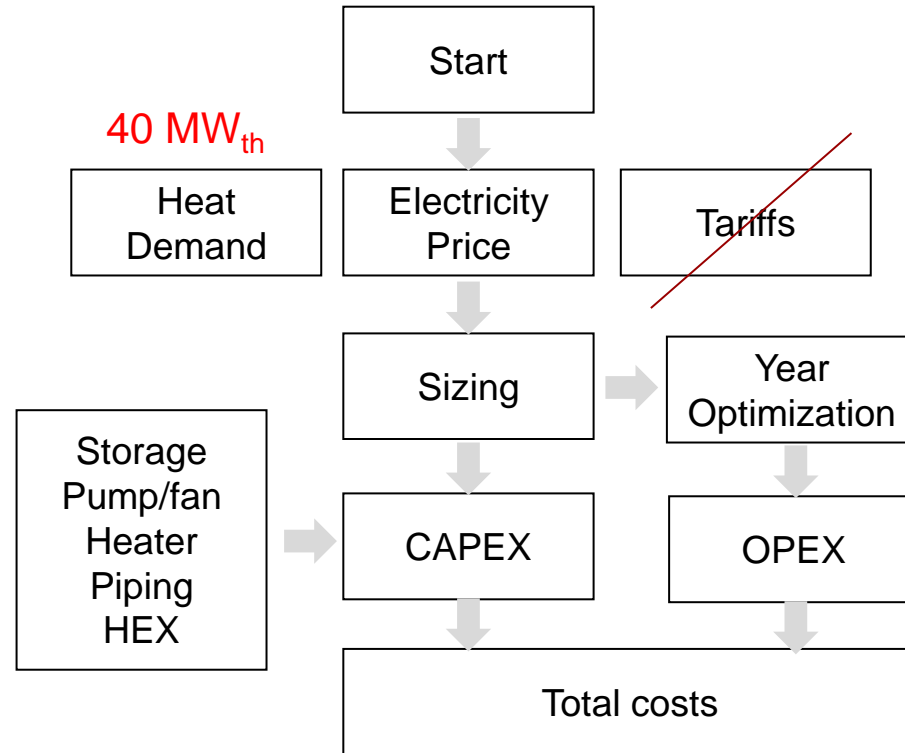 Start
40 MWth
Heat
Demand
Electricity
Price
Tariffs
Sizing
Year
Optimization
Storage
Pump/fan
Heater
Piping
HEX
CAPEX
OPEX
Total costs